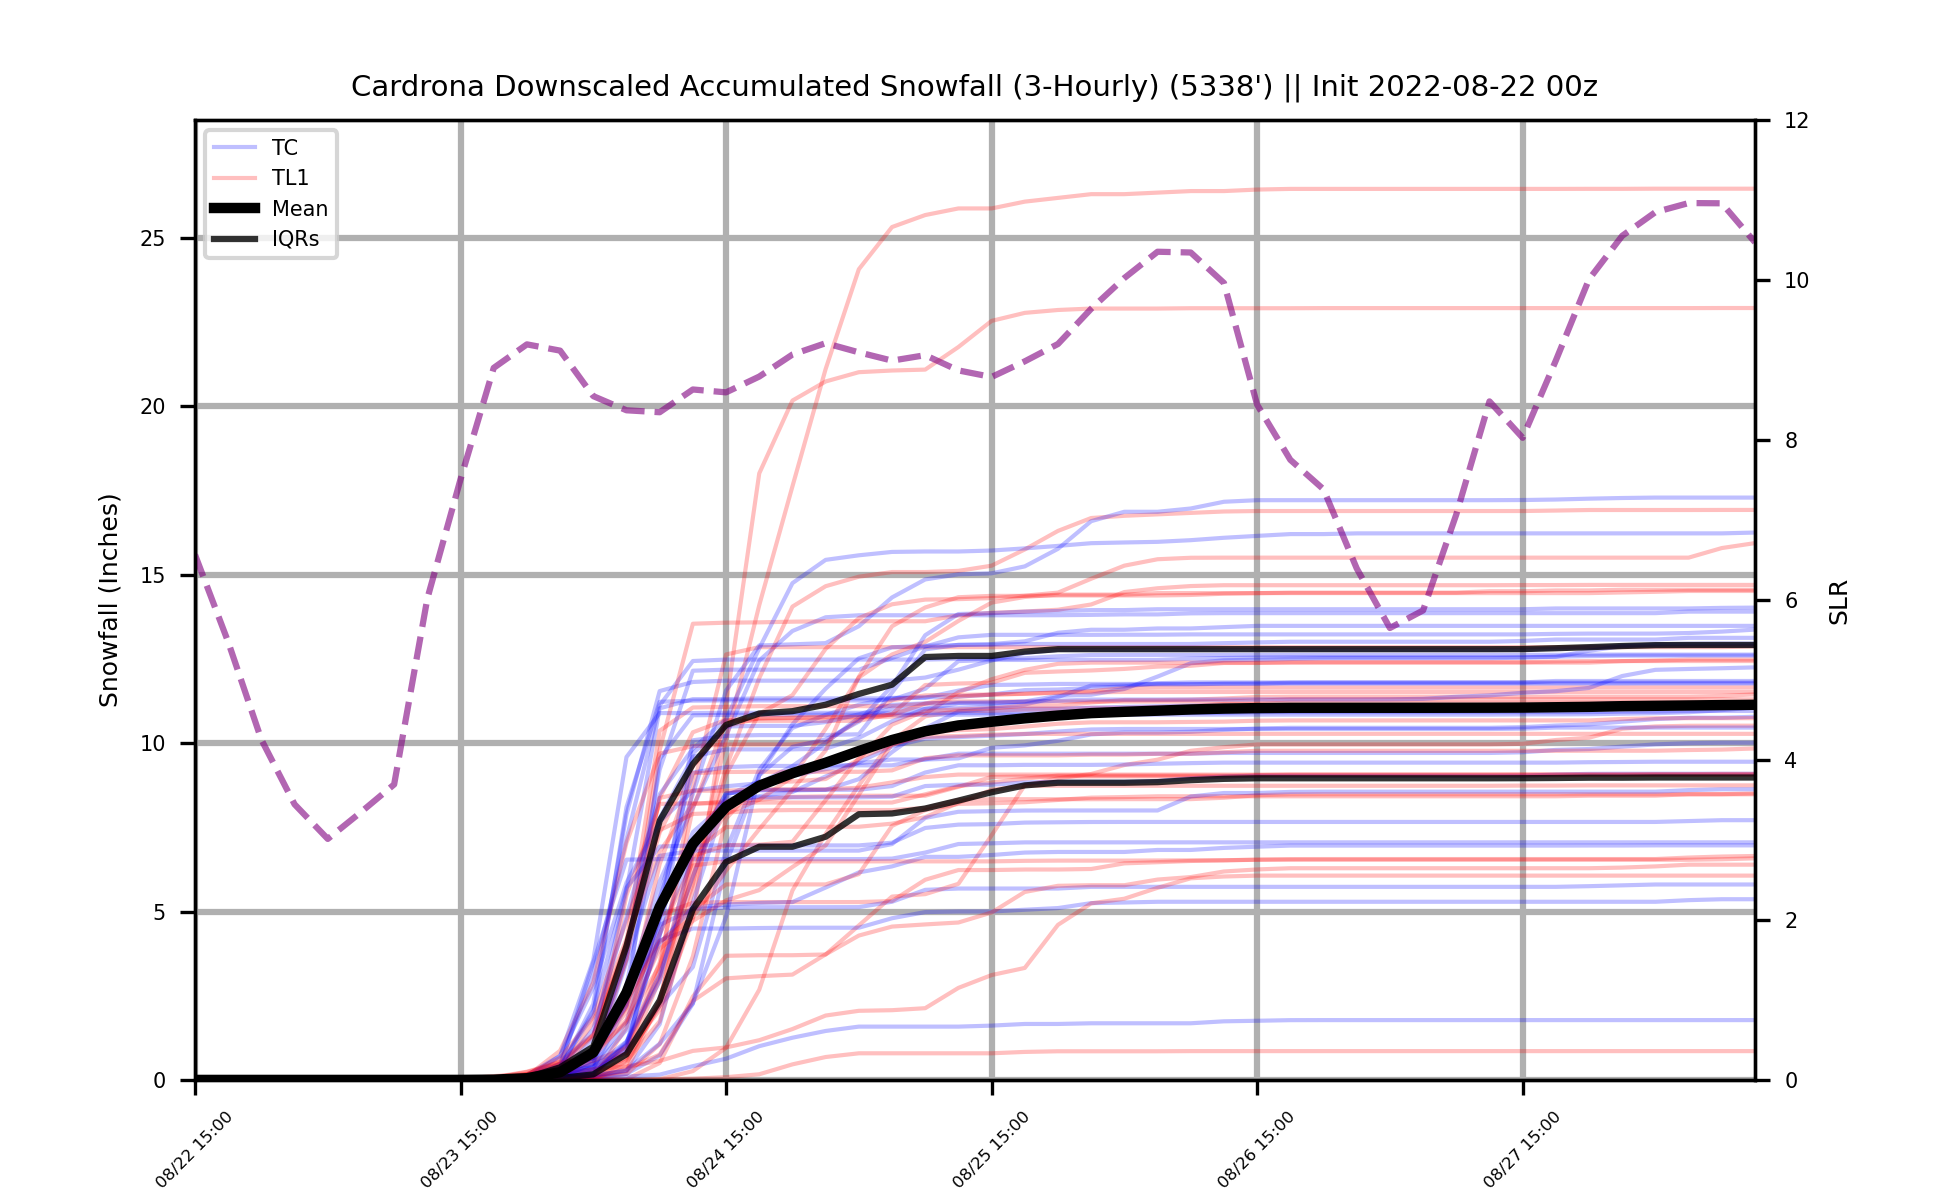 Cardrona Downscaled Accumulated Snowfall (3-Hourly) (5338') || Init 2022-08-22 00z
TC
TL1
Mean
IQRs
Snowfall (Inches)
25
20
15
10
5
0
12
10
8
6
4
2
0
SLR
08/22 15:00
08/23 15:00
08/24 15:00
08/25 15:00
08/26 15:00
08/27 15:00